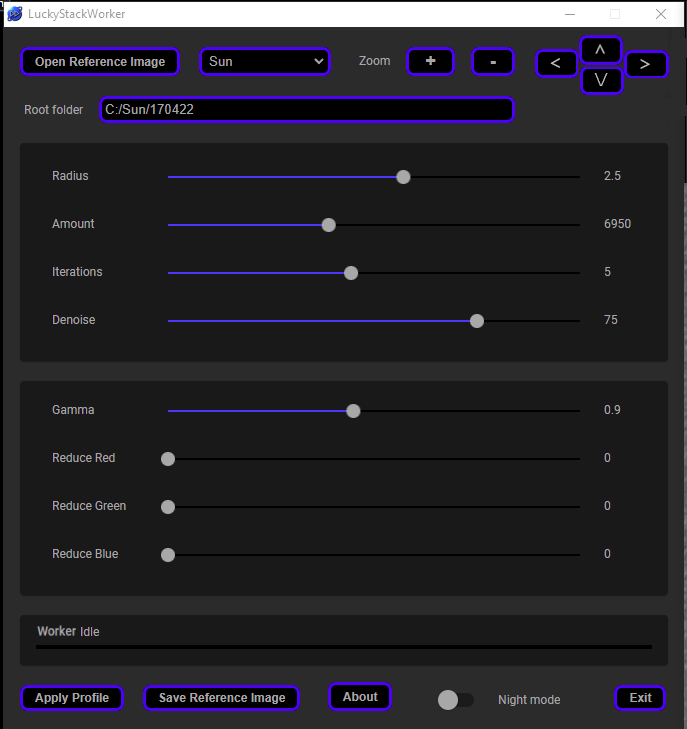 LuckyStackWorker
Open Reference Image Sun Zoom + - < ^ \/ >
Root folder C:/Sun/170422
Radius 2.5
Amount 6950
Iterations 5
Denoise 75
Gamma 0.9
Reduce Red 0
Reduce Green 0
Reduce Blue 0
Worker Idle
Apply Profile Save Reference Image About Night mode Exit